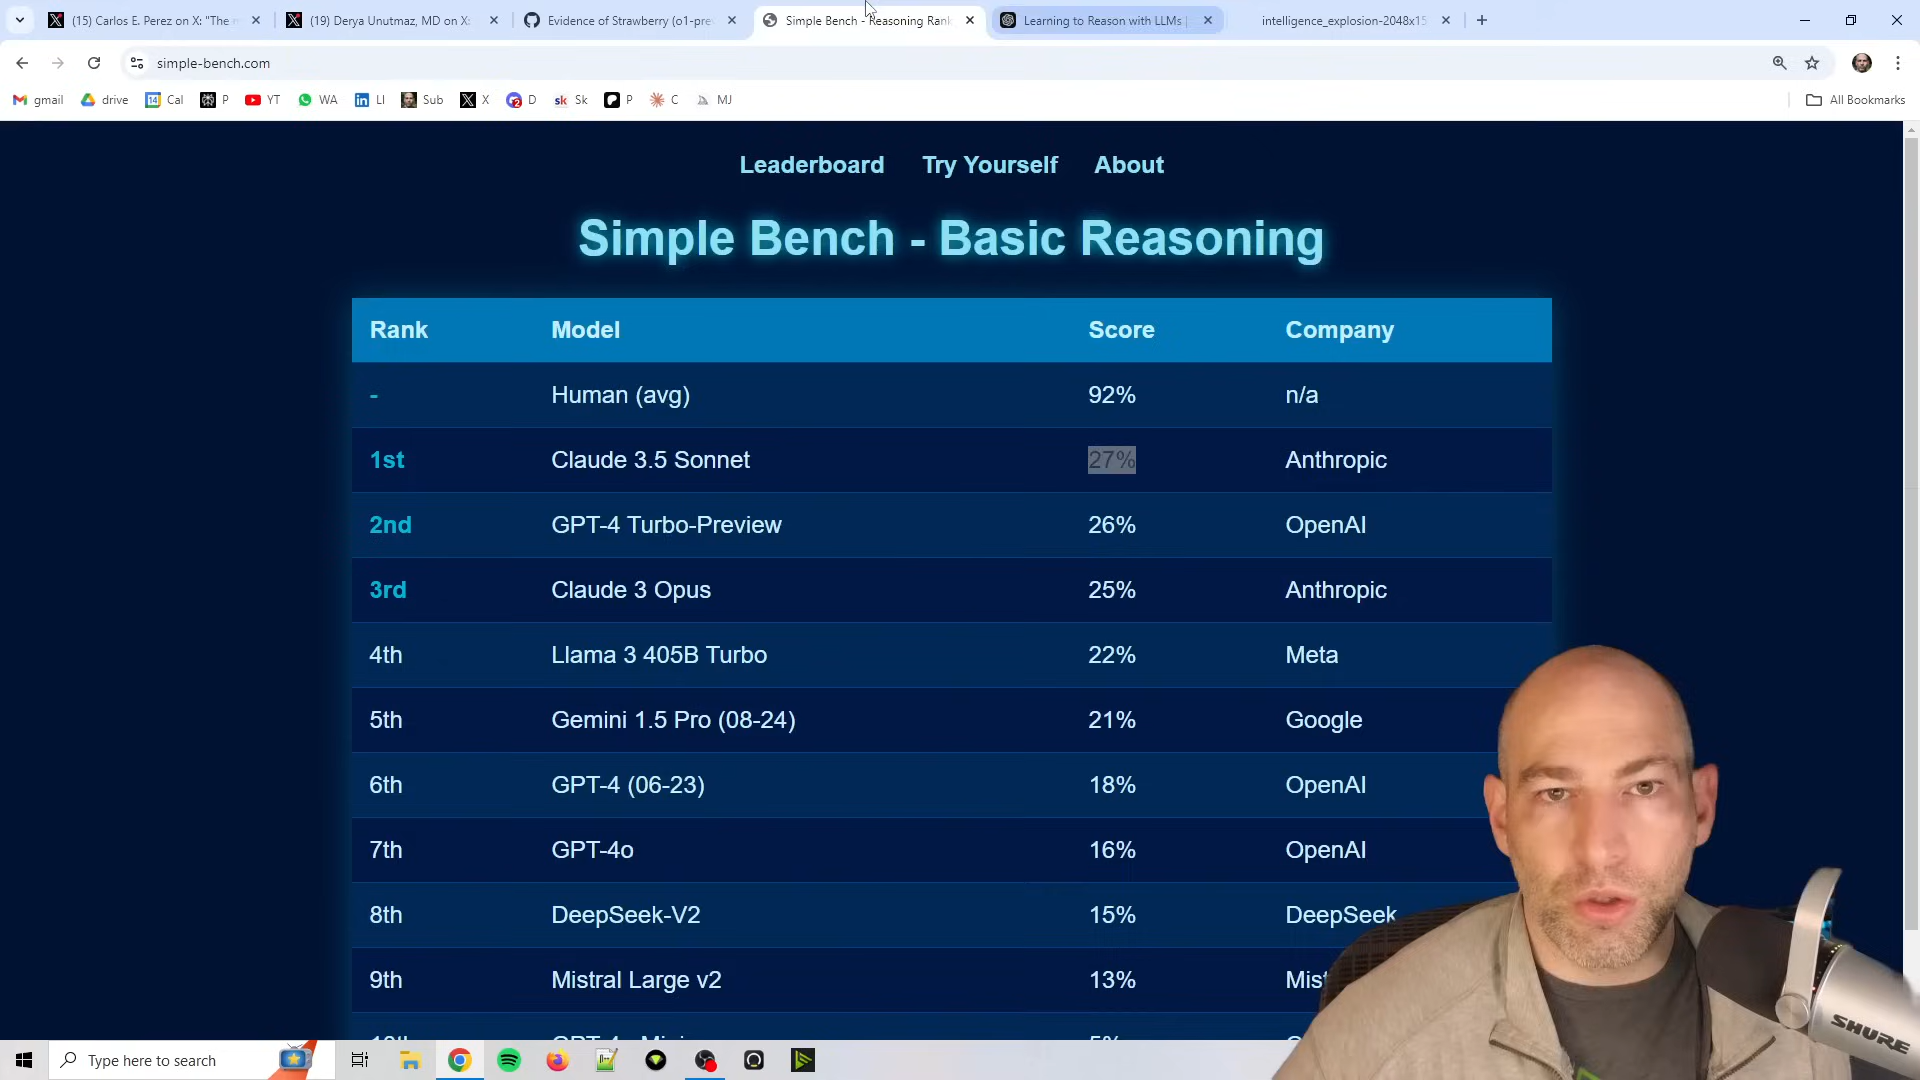 (15) Carlos E. Perez on X: "The m
(19) Derya Unutmaz, MD on X:
Evidence of Strawberry (o1-pre
Simple Bench - Reasoning Rank
Learning to Reason with LLMs |
intelligence_explosion-2048x15
simple-bench.com
gmail
drive
14
Cal
P
YT
WA
LI
Sub
X
D
sk Sk
P
C
MJ
All Bookmarks
Leaderboard Try Yourself About
Simple Bench - Basic Reasoning
Rank Model Score Company
- Human (avg) 92% n/a
1st Claude 3.5 Sonnet 27% Anthropic
2nd GPT-4 Turbo-Preview 26% OpenAI
3rd Claude 3 Opus 25% Anthropic
4th Llama 3 405B Turbo 22% Meta
5th Gemini 1.5 Pro (08-24) 21% Google
6th GPT-4 (06-23) 18% OpenAI
7th GPT-4o 16% OpenAI
8th DeepSeek-V2 15% DeepSeek
9th Mistral Large v2 13% Mist
Type here to search
SHURE